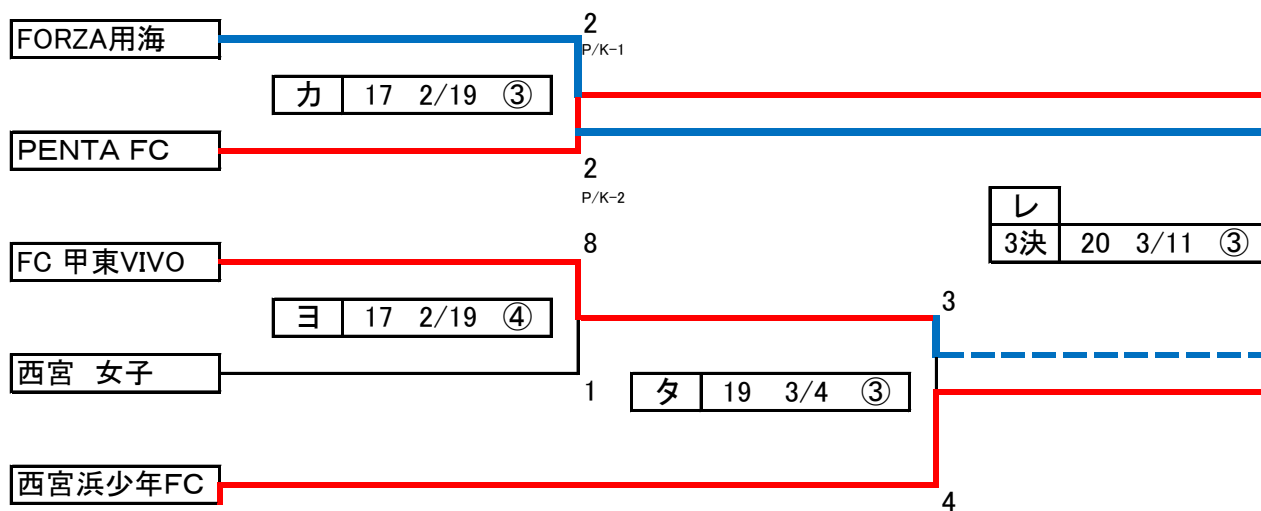 FORZA用海
2
P/K-1
カ 17 2/19 ③
PENTA FC
2
P/K-2
レ
3決 20 3/11 ③
FC 甲東VIVO
8
ヨ 17 2/19 ④
3
西宮 女子
1
タ 19 3/4 ③
西宮浜少年FC
4